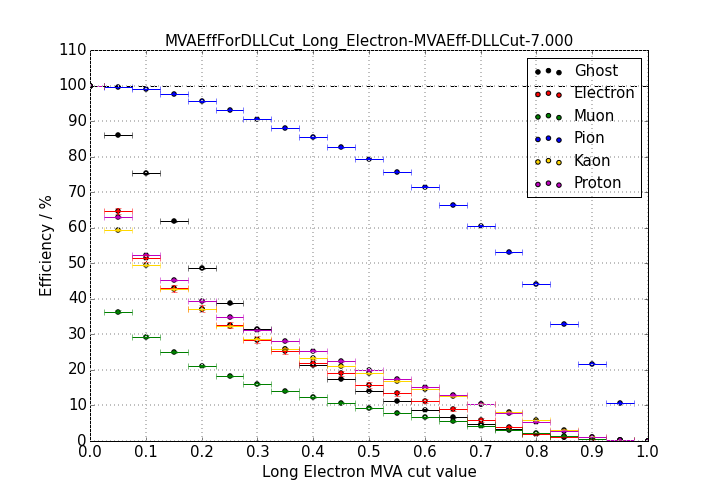 MVAEffForDLLCut_Long_Electron-MVAEff-DLLCut-7.000
110
100
90
80
70
60
50
40
30
20
10
0
Efficiency / %
Ghost
Electron
Muon
Pion
Kaon
Proton
0.0 0.1 0.2 0.3 0.4 0.5 0.6 0.7 0.8 0.9 1.0
Long Electron MVA cut value